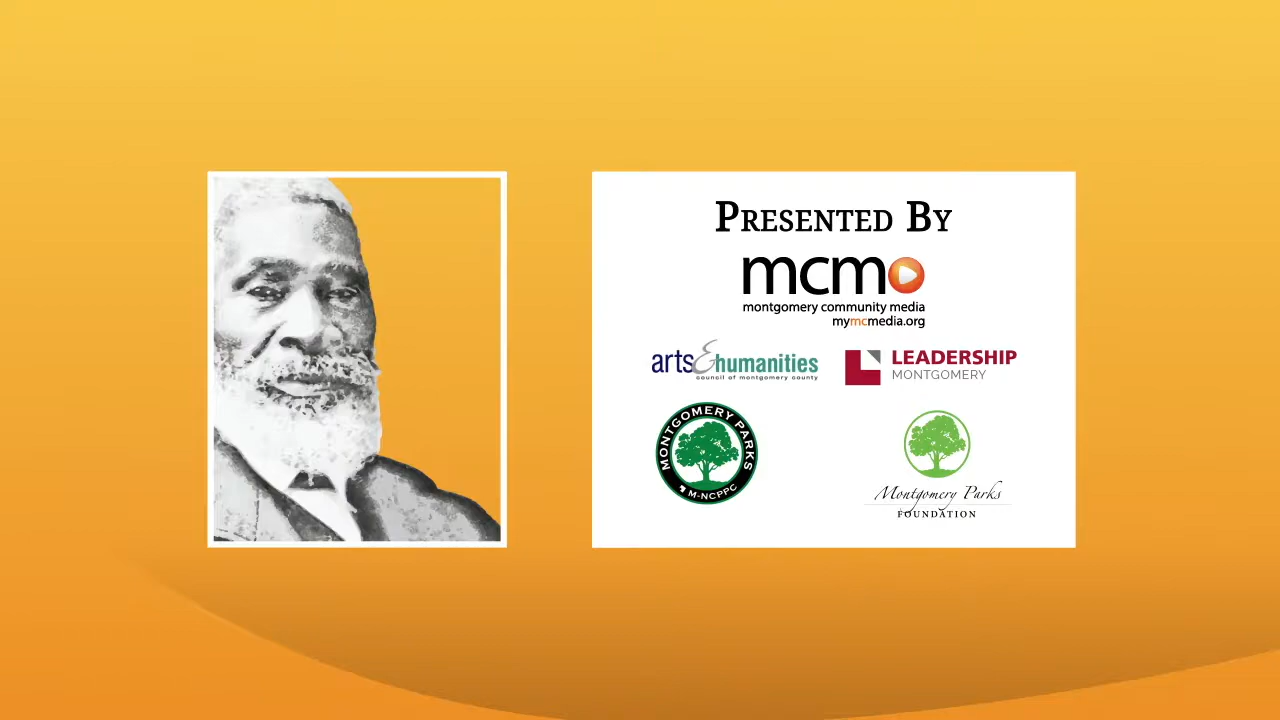 PRESENTED BY
mcm
montgomery community media
mymcmedia.org
arts & humanities
council of montgomery county
LEADERSHIP
MONTGOMERY
MONTGOMERY PARKS
M-NCPPC
Montgomery Parks
FOUNDATION